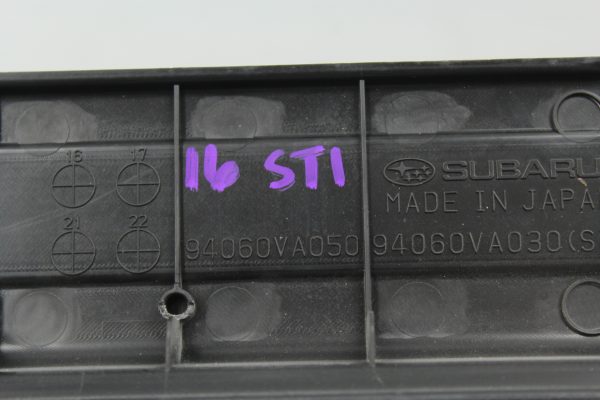 16 17
16 STI
SUBARU
MADE IN JAPA
21 22
94060VA050 94060VA030(S